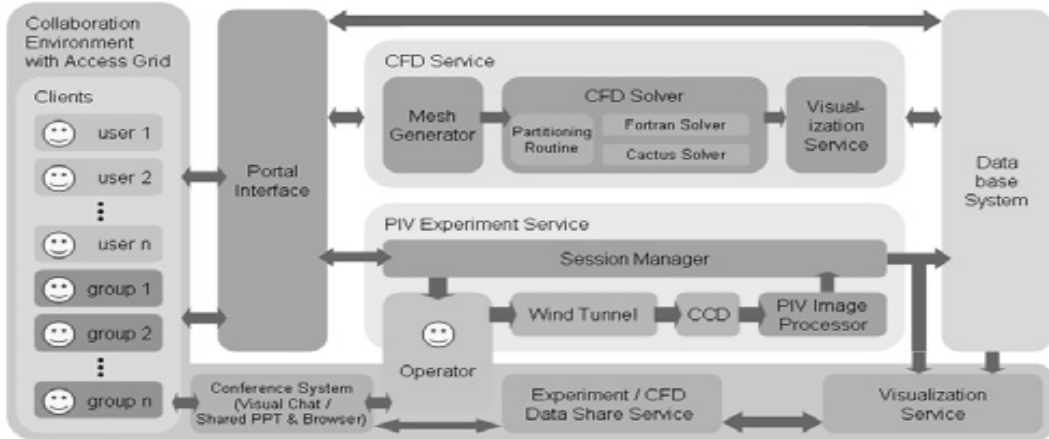 Collaboration
Environment
with Access Grid
Clients
user 1
user 2
user n
group 1
group 2
group n
Portal
Interface
CFD Service
Mesh
Generator
CFD Solver
Partitioning
Routine
Fortran Solver
Cactus Solver
Visual-
ization
Service
PIV Experiment Service
Session Manager
Operator
Wind Tunnel
CCD
PIV Image
Processor
Data
base
System
Conference System
(Visual Chat /
Shared PPT & Browser)
Experiment / CFD
Data Share Service
Visualization
Service